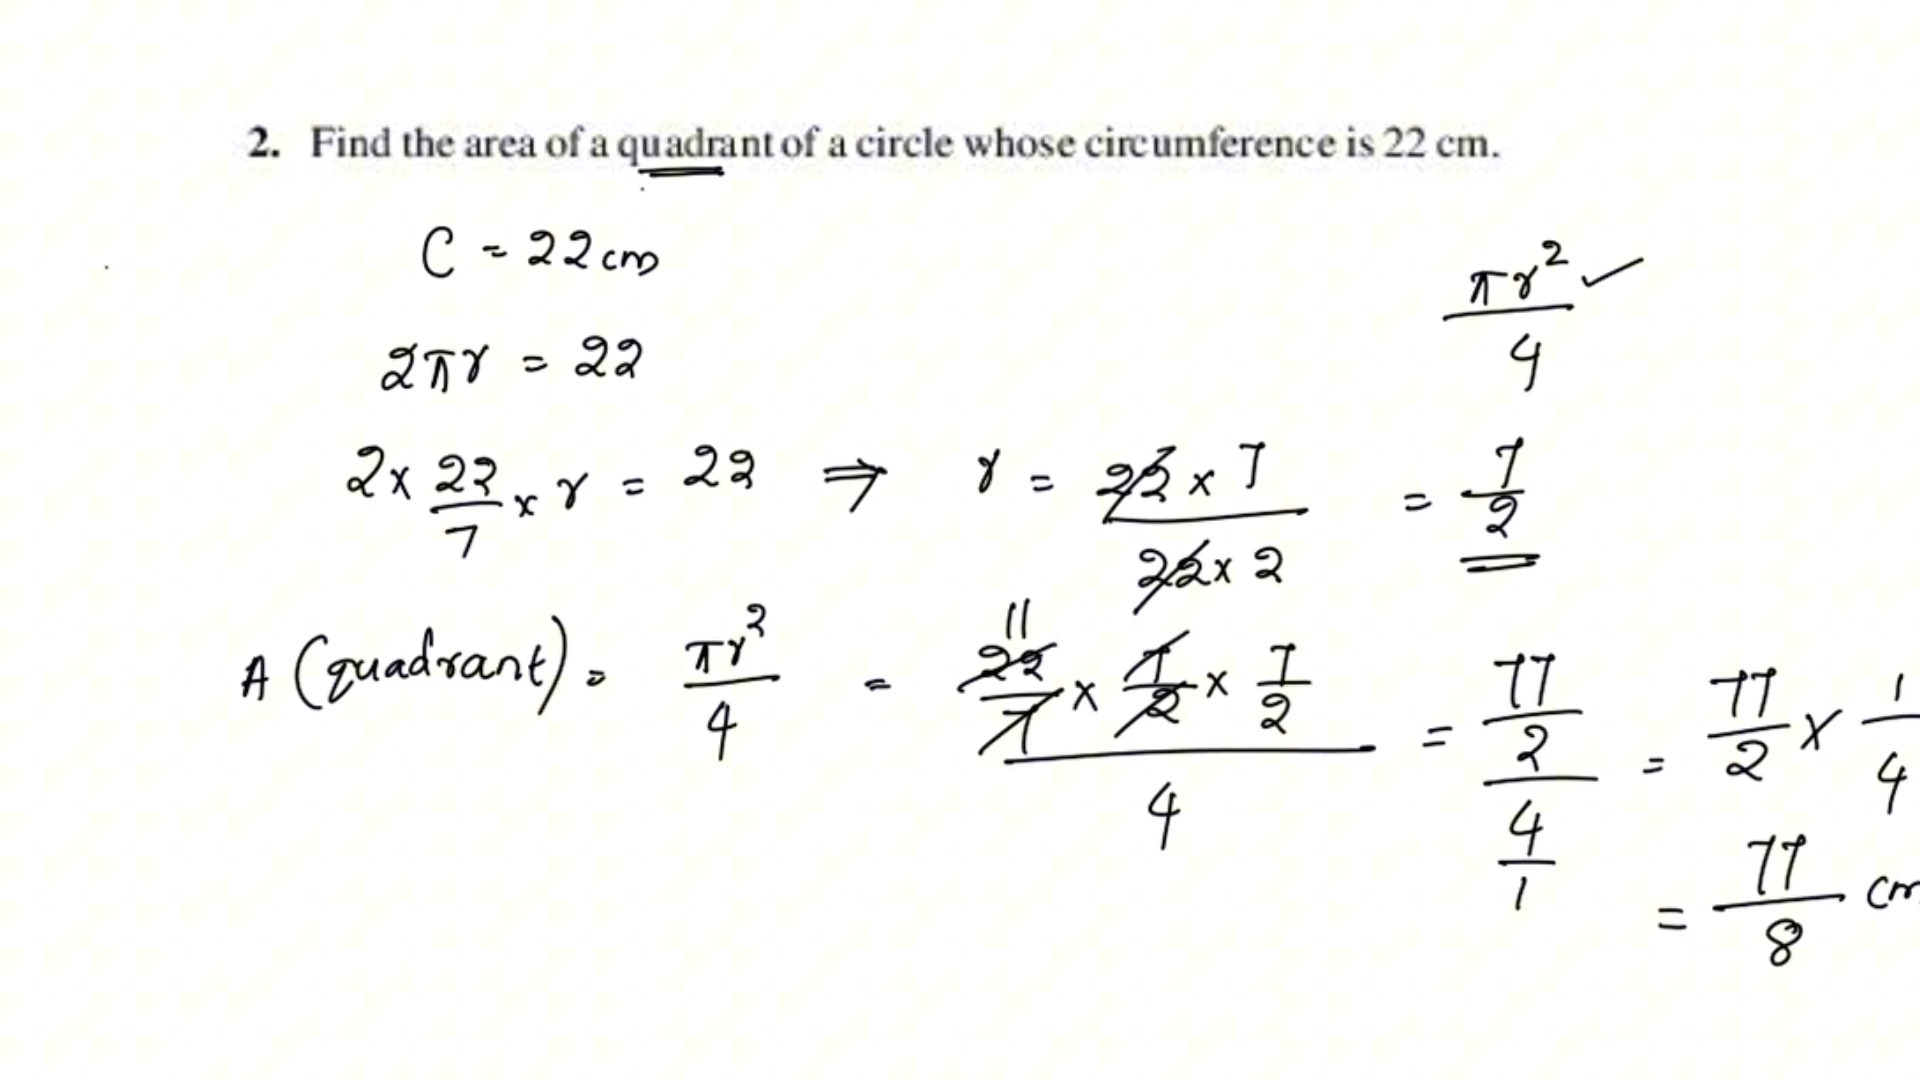 2. Find the area of a quadrant of a circle whose circumference is 22 cm.
C = 22 cm
πr²/4 ✓
2πr = 22
2 × 22/7 × r = 22 ⇒ r = (22 × 7)/(22 × 2) = 7/2
A (quadrant) = πr²/4 = (22/7 × 7/2 × 7/2)/4 = (77/2)/(4/1) = 77/2 × 1/4
11
= 77/8 cm